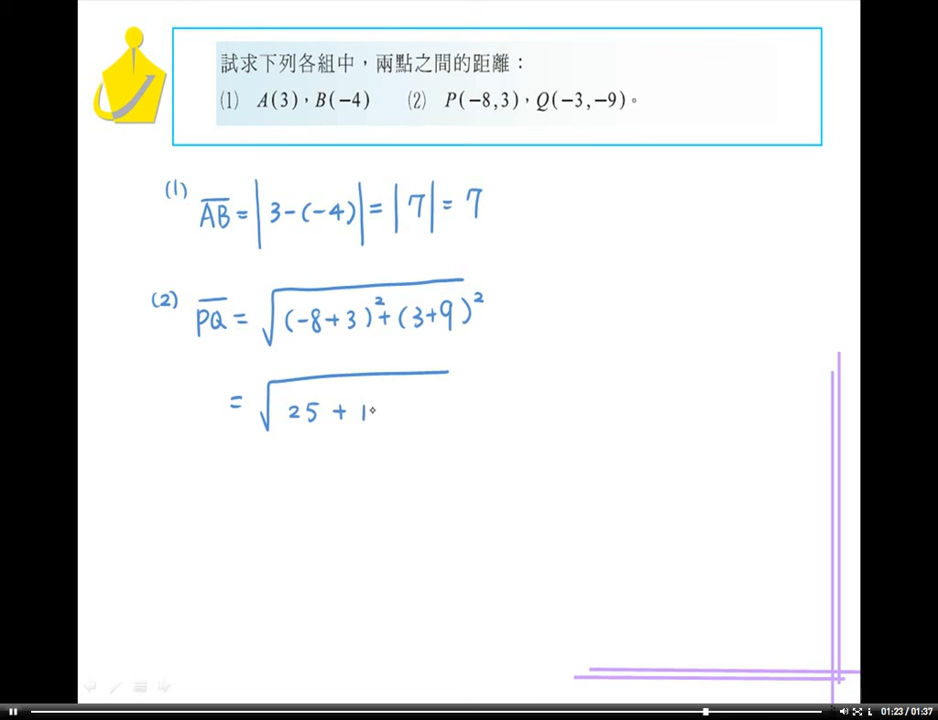 試求下列各組中，兩點之間的距離：
(1) A(3)，B(−4) (2) P(−8,3)，Q(−3,−9)。
(1) A̅B̅ = |3-(-4)| = |7| = 7
(2) P̅Q̅ = √((-8+3)²+(3+9)²)
= √(25 + 1
01:23 / 01:37